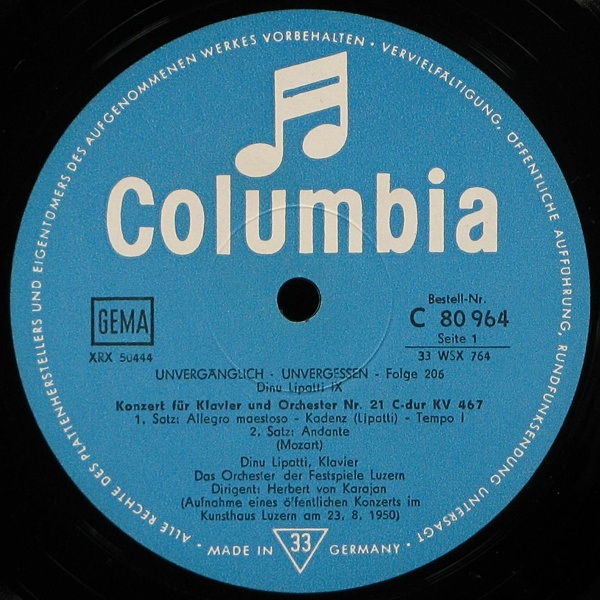 ALLE RECHTE DES PLATTENHERSTELLERS UND EIGENTÜMERS DES AUFGENOMMENEN WERKES VORBEHALTEN • VERVIELFÄLTIGUNG, ÖFFENTLICHE AUFFÜHRUNG, RUNDFUNKSENDUNG UNTERSAGT •
Columbia
GEMA
XRX 50444
Bestell-Nr.
C 80 964
Seite 1
33 WSX 764
UNVERGÄNGLICH - UNVERGESSEN - Folge 206
Dinu Lipatti IX
Konzert für Klavier und Orchester Nr. 21 C-dur KV 467
1. Satz: Allegro maestoso - Kadenz (Lipatti) - Tempo I
2. Satz: Andante
(Mozart)
Dinu Lipatti, Klavier
Das Orchester der Festspiele Luzern
Dirigent: Herbert von Karajan
(Aufnahme eines öffentlichen Konzerts im
Kunsthaus Luzern am 23. 8. 1950)
MADE IN 33 GERMANY